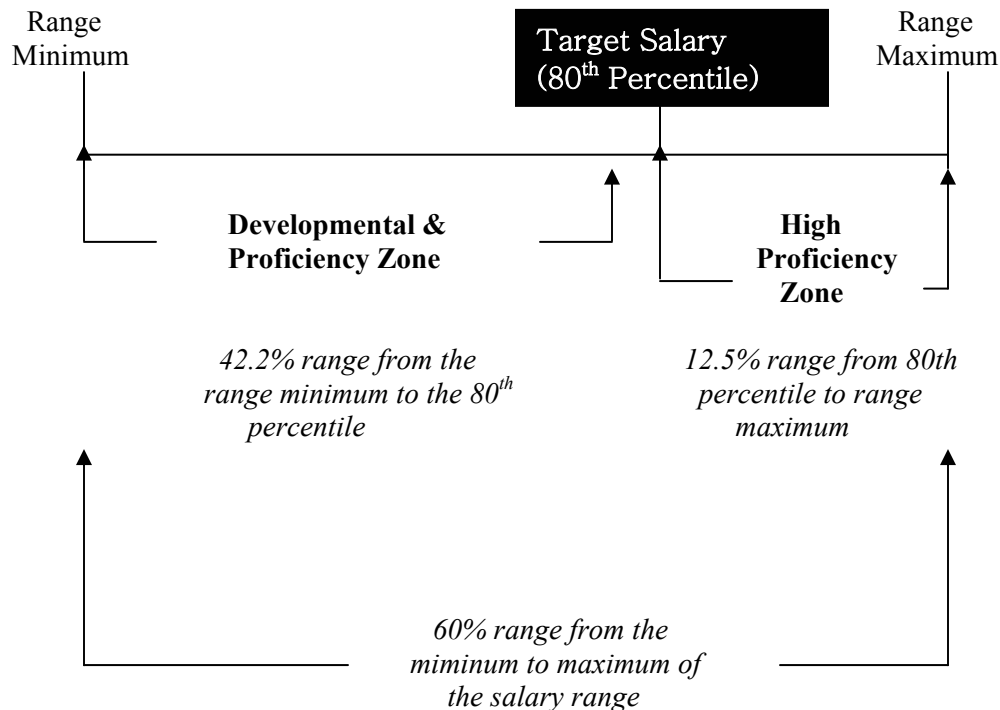 Range
Minimum
Target Salary
(80th Percentile)
Range
Maximum
Developmental &
Proficiency Zone
High
Proficiency
Zone
42.2% range from the
range minimum to the 80th
percentile
12.5% range from 80th
percentile to range
maximum
60% range from the
miminum to maximum of
the salary range